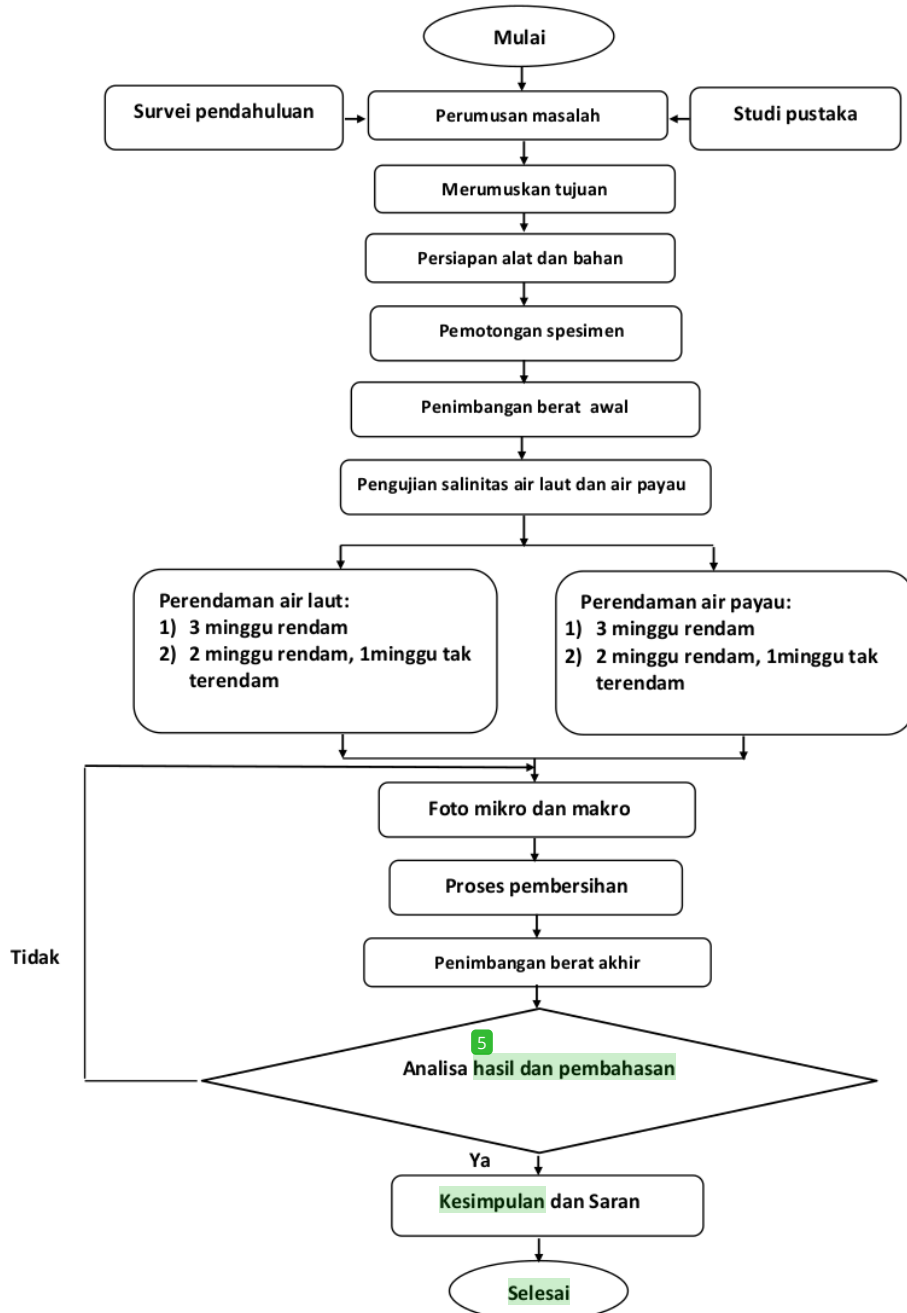 Mulai
Survei pendahuluan
Perumusan masalah
Studi pustaka
Merumuskan tujuan
Persiapan alat dan bahan
Pemotongan spesimen
Penimbangan berat awal
Pengujian salinitas air laut dan air payau
Perendaman air laut:
1) 3 minggu rendam
2) 2 minggu rendam, 1minggu tak
terendam
Perendaman air payau:
1) 3 minggu rendam
2) 2 minggu rendam, 1minggu tak
terendam
Foto mikro dan makro
Proses pembersihan
Tidak
Penimbangan berat akhir
5
Analisa hasil dan pembahasan
Ya
Kesimpulan dan Saran
Selesai